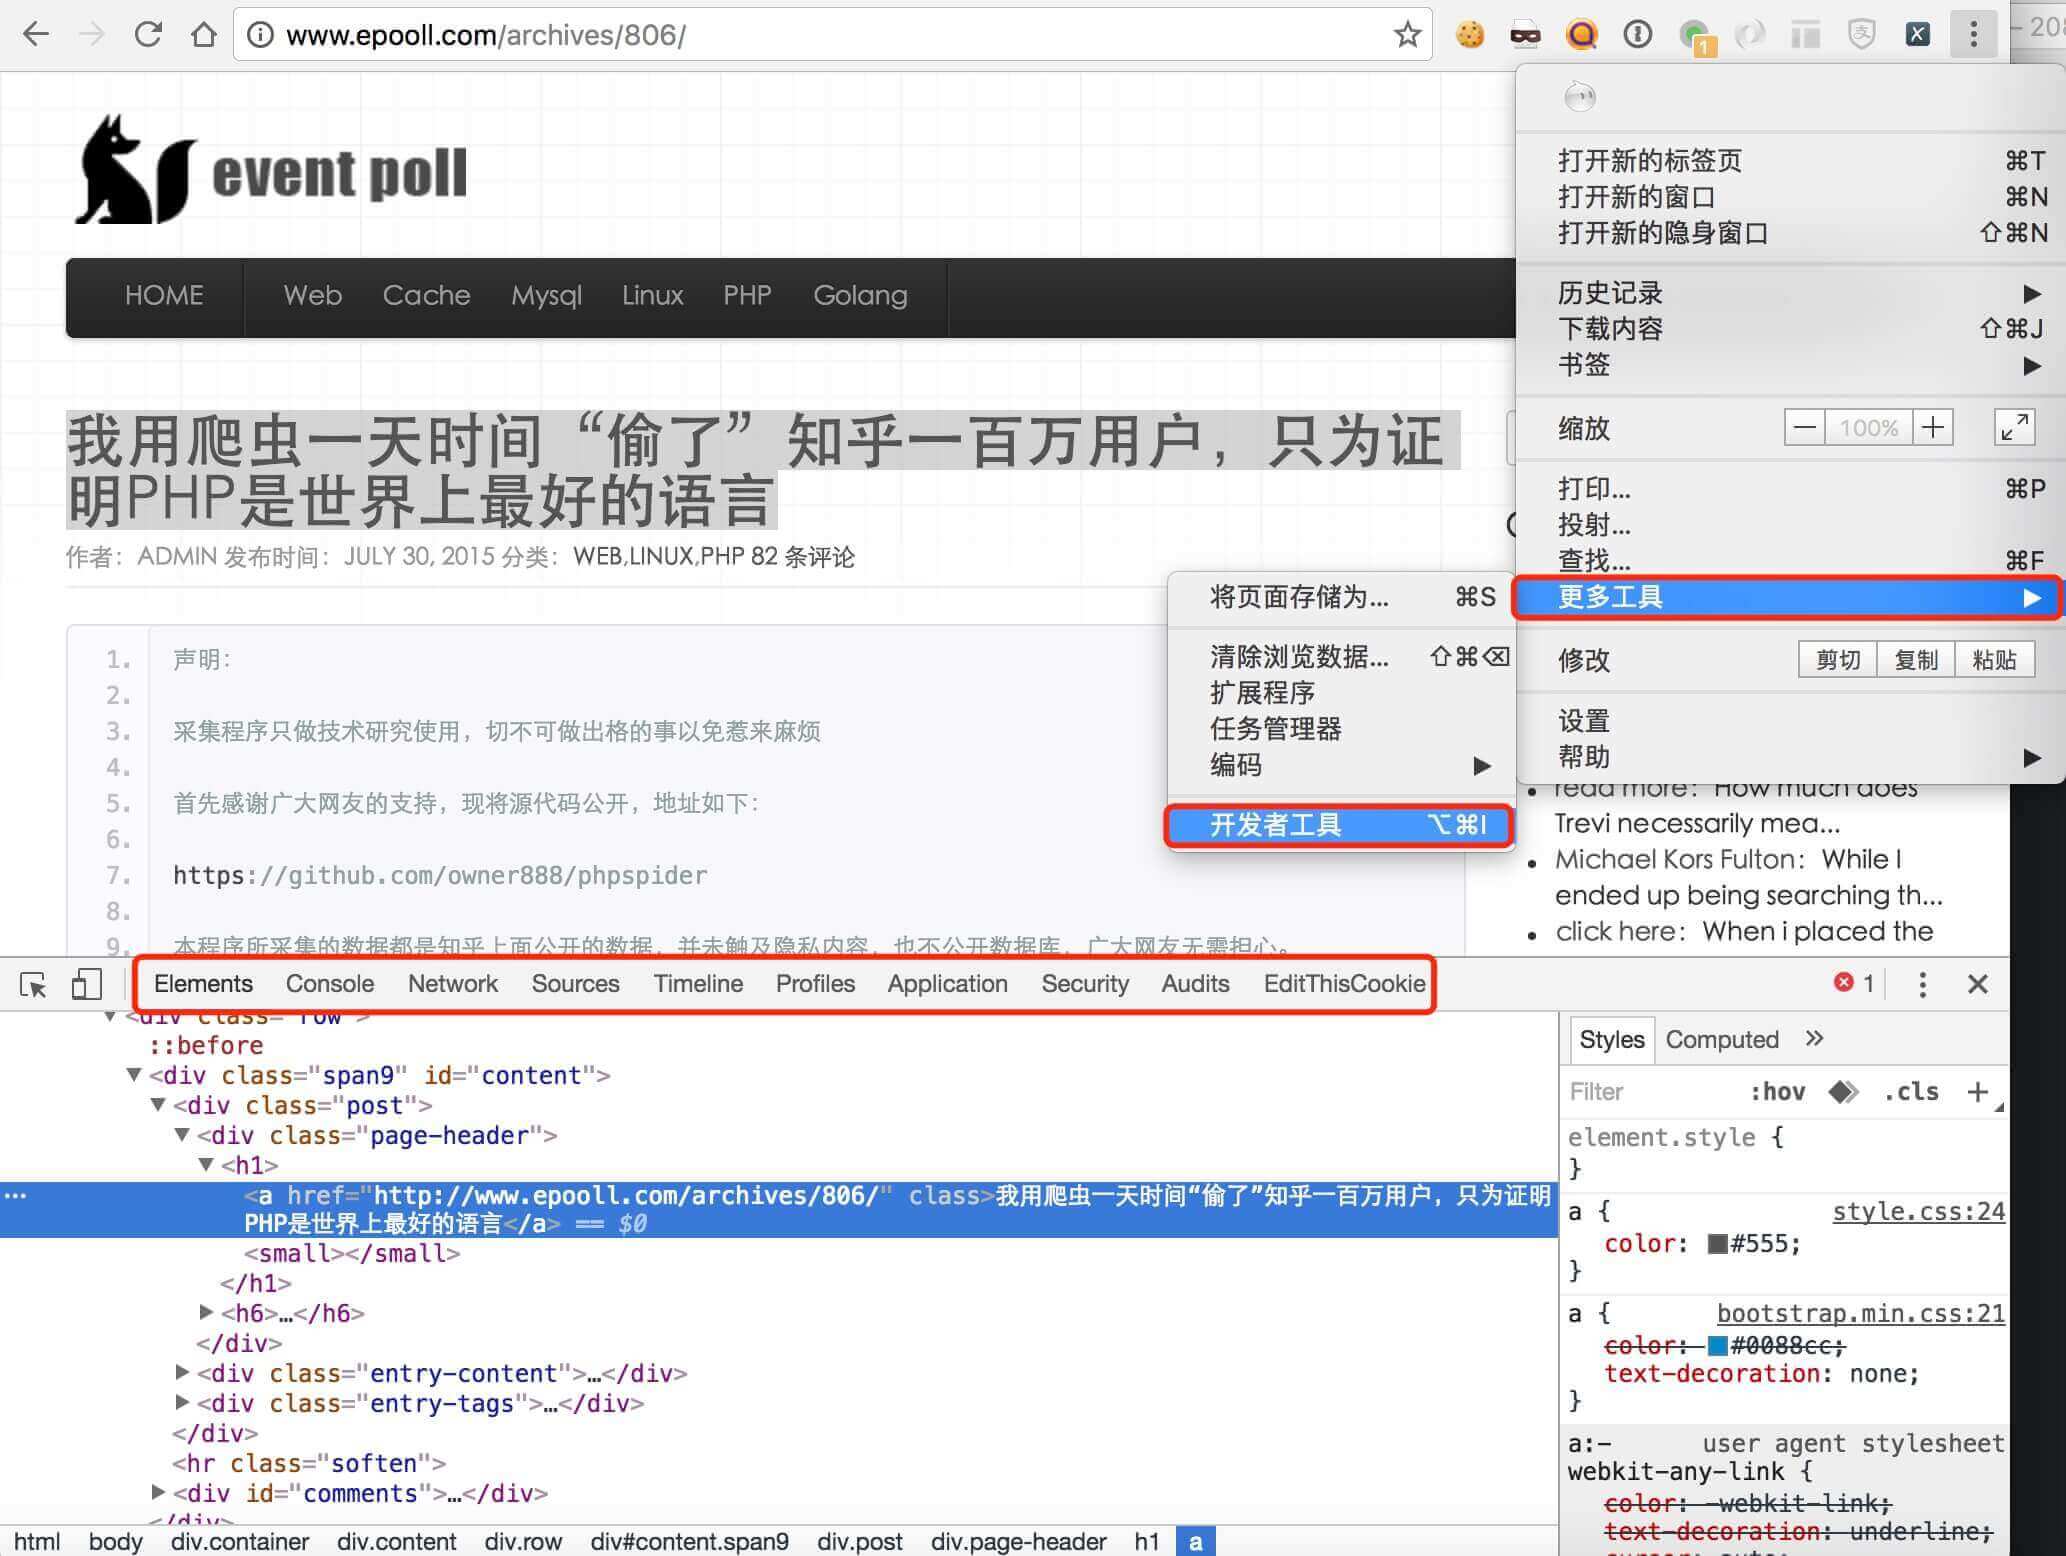 www.epooll.com/archives/806/
1
X
event poll
HOME Web Cache Mysql Linux PHP Golang
我用爬虫一天时间“偷了”知乎一百万用户，只为证
明PHP是世界上最好的语言
作者：ADMIN 发布时间：JULY 30, 2015 分类：WEB,LINUX,PHP 82 条评论
1. 声明：
2.
3. 采集程序只做技术研究使用，切不可做出格的事以免惹来麻烦
4.
5. 首先感谢广大网友的支持，现将源代码公开，地址如下：
6.
7. https://github.com/owner888/phpspider
8.
9. 本程序所采集的数据都是知乎上面公开的数据，并未触及隐私内容，也不公开数据库，广大网友无需担心。
打开新的标签页 ⌘T
打开新的窗口 ⌘N
打开新的隐身窗口 ⇧⌘N
历史记录 ▶
下载内容 ⇧⌘J
书签 ▶
缩放 — 100% +
打印... ⌘P
投射...
查找... ⌘F
更多工具 ▶
修改 剪切 复制 粘贴
设置
帮助 ▶
将页面存储为... ⌘S
清除浏览数据... ⇧⌘⌫
扩展程序
任务管理器
编码 ▶
开发者工具 ⌥⌘I
read more：How much does
Trevi necessarily mea...
Michael Kors Fulton：While I
ended up being searching th...
click here：When i placed the
Elements Console Network Sources Timeline Profiles Application Security Audits EditThisCookie 1
▼<div class="row">
::before
▼<div class="span9" id="content">
▼<div class="post">
▼<div class="page-header">
▼<h1>
<a href="http://www.epooll.com/archives/806/" class>我用爬虫一天时间“偷了”知乎一百万用户，只为证明
PHP是世界上最好的语言</a> == $0
<small></small>
</h1>
▶<h6>…</h6>
</div>
▶<div class="entry-content">…</div>
▶<div class="entry-tags">…</div>
</div>
<hr class="soften">
▶<div id="comments">…</div>
</div>
html body div.container div.content div.row div#content.span9 div.post div.page-header h1 a
Styles Computed »
Filter :hov .cls +
element.style {
}
a { style.css:24
color: #555;
}
a { bootstrap.min.css:21
color: #0088cc;
text-decoration: none;
}
a:- user agent stylesheet
webkit-any-link {
color: -webkit-link;
text-decoration: underline;
cursor: auto;